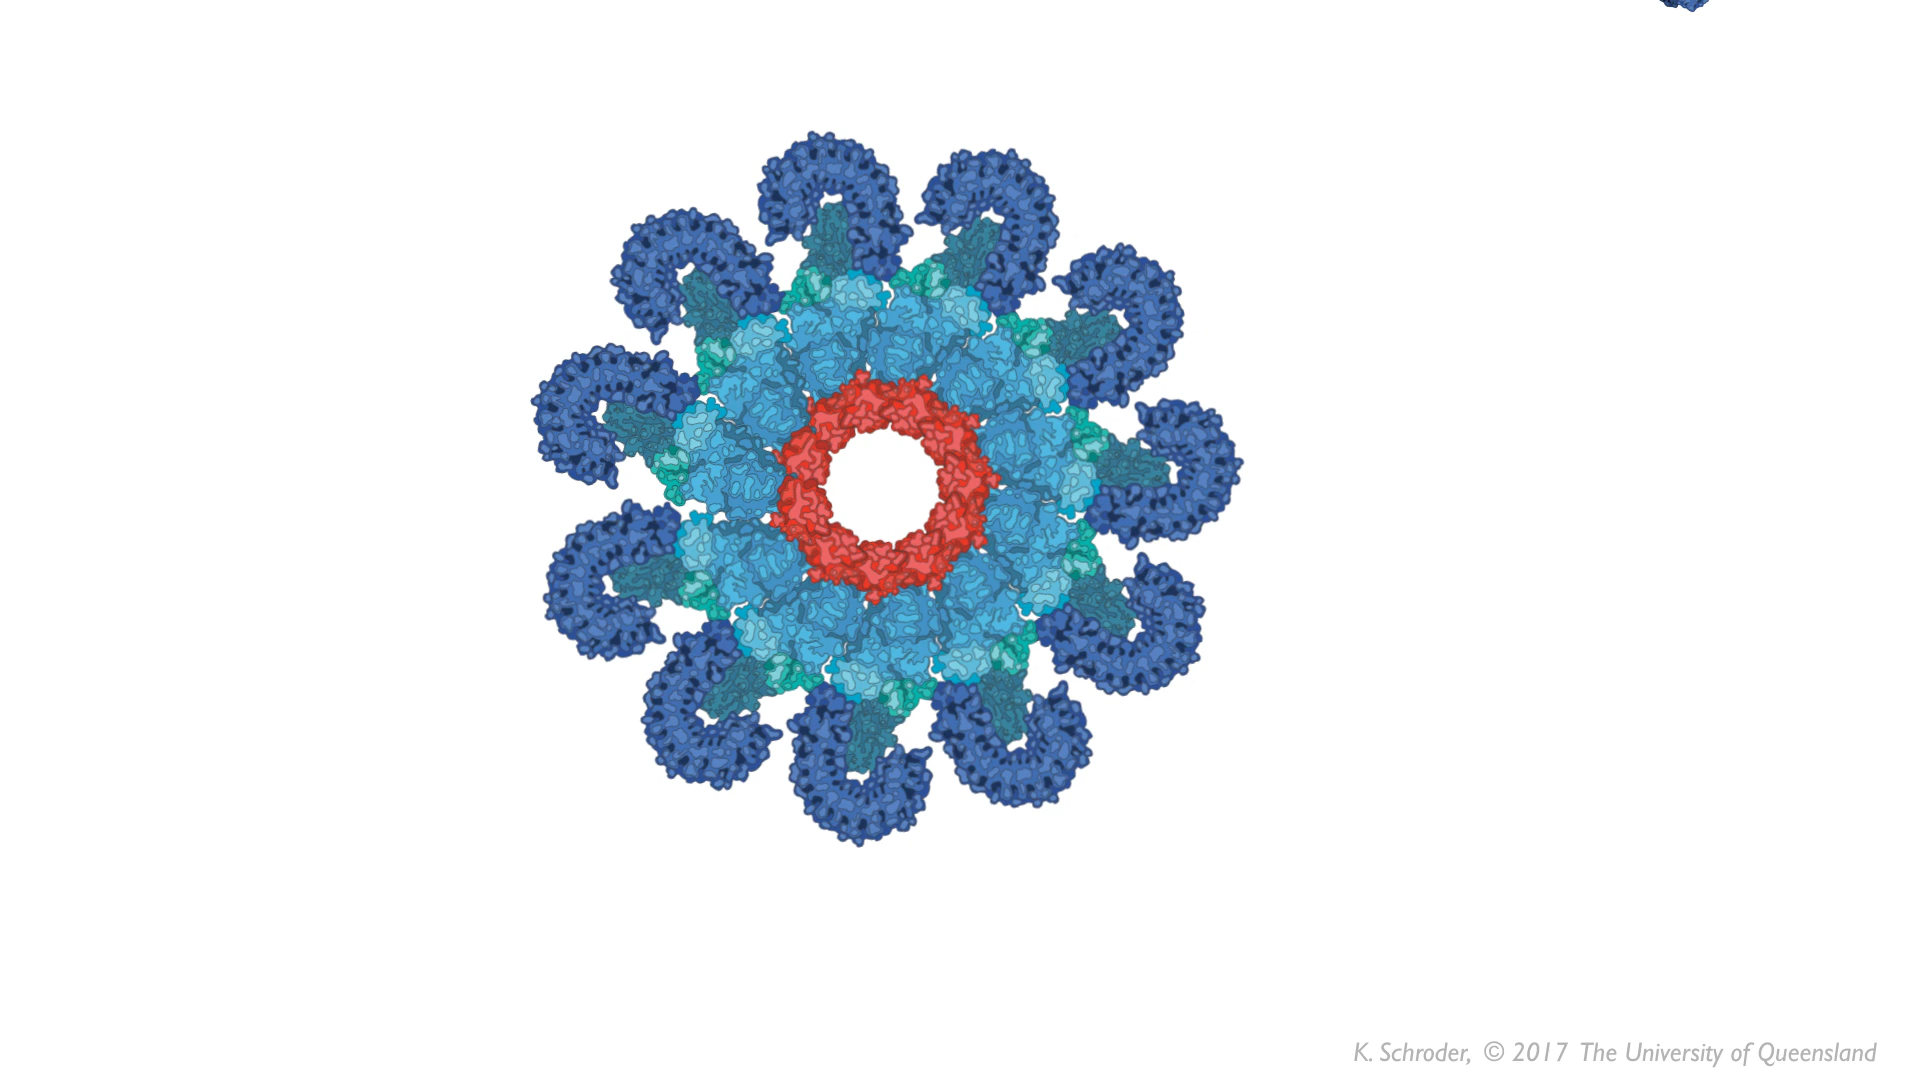 K. Schroder, © 2017 The University of Queensland